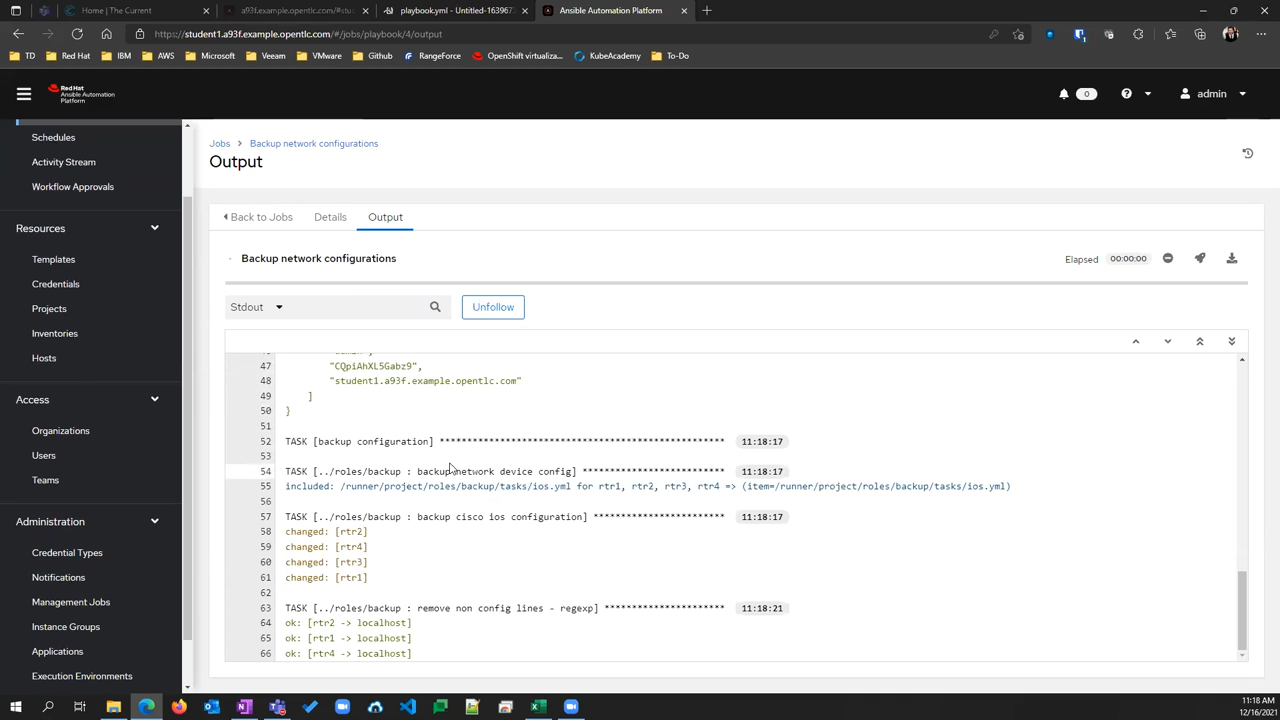 Home | The Current
a93f.example.opentlc.com/#stu
playbook.yml - Untitled-163967
Ansible Automation Platform
https://student1.a93f.example.opentlc.com/#/jobs/playbook/4/output
TD
Red Hat
IBM
AWS
Microsoft
Veeam
VMware
Github
RangeForce
OpenShift virtualiza...
KubeAcademy
To-Do
Red Hat
Ansible Automation
Platform
0
admin
Schedules
Activity Stream
Workflow Approvals
Resources
Templates
Credentials
Projects
Inventories
Hosts
Access
Organizations
Users
Teams
Administration
Credential Types
Notifications
Management Jobs
Instance Groups
Applications
Execution Environments
Jobs > Backup network configurations
Output
Back to Jobs Details Output
Backup network configurations
Elapsed 00:00:00
Stdout
Unfollow
46 "admin",
47 "CQpiAhXL5Gabz9",
48 "student1.a93f.example.opentlc.com"
49 ]
50 }
51
52 TASK [backup configuration] *************************************************** 11:18:17
53
54 TASK [../roles/backup : backup network device config] ************************* 11:18:17
55 included: /runner/project/roles/backup/tasks/ios.yml for rtr1, rtr2, rtr3, rtr4 => (item=/runner/project/roles/backup/tasks/ios.yml)
56
57 TASK [../roles/backup : backup cisco ios configuration] *********************** 11:18:17
58 changed: [rtr2]
59 changed: [rtr4]
60 changed: [rtr3]
61 changed: [rtr1]
62
63 TASK [../roles/backup : remove non config lines - regexp] ********************* 11:18:21
64 ok: [rtr2 -> localhost]
65 ok: [rtr1 -> localhost]
66 ok: [rtr4 -> localhost]
11:18 AM
12/16/2021